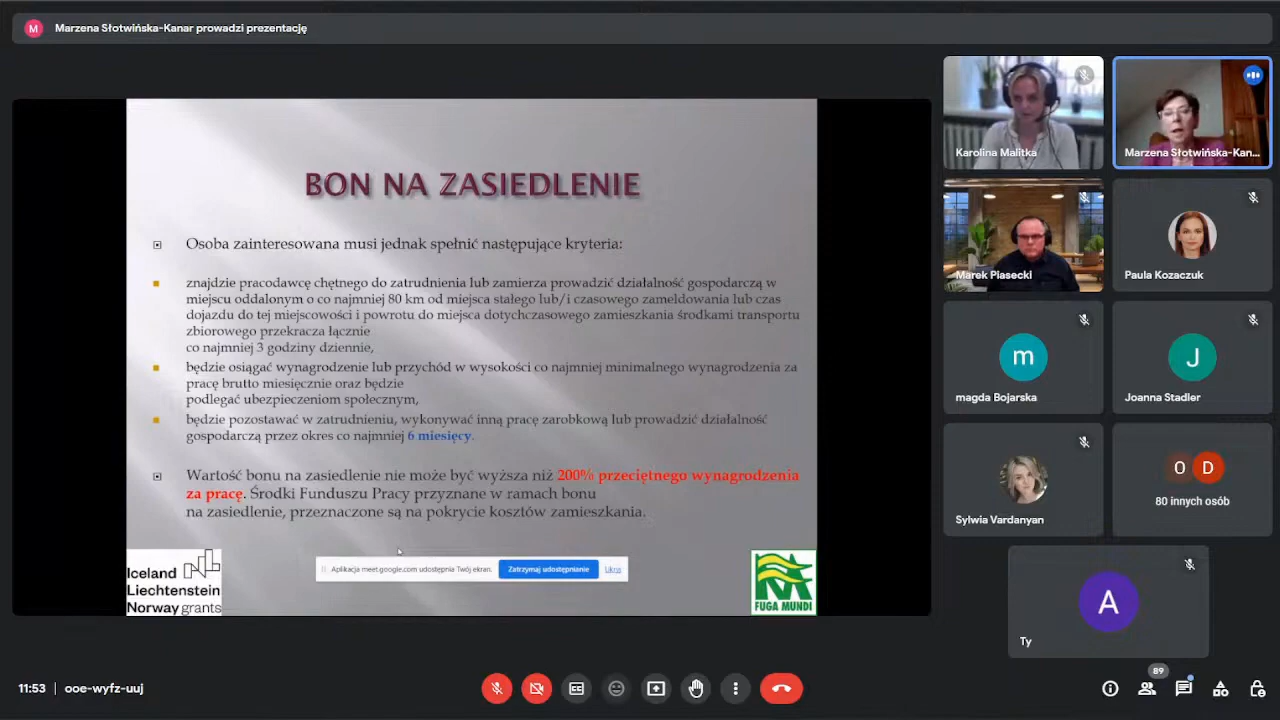 M Marzena Słotwińska-Kanar prowadzi prezentację
BON NA ZASIEDLENIE
Osoba zainteresowana musi jednak spełnić następujące kryteria:
znajdzie pracodawcę chętnego do zatrudnienia lub zamierza prowadzić działalność gospodarczą w
miejscu oddalonym o co najmniej 80 km od miejsca stałego lub/i czasowego zameldowania lub czas
dojazdu do tej miejscowości i powrotu do miejsca dotychczasowego zamieszkania środkami transportu
zbiorowego przekracza łącznie
co najmniej 3 godziny dziennie,
będzie osiągać wynagrodzenie lub przychód w wysokości co najmniej minimalnego wynagrodzenia za
pracę brutto miesięcznie oraz będzie
podlegać ubezpieczeniom społecznym,
będzie pozostawać w zatrudnieniu, wykonywać inną pracę zarobkową lub prowadzić działalność
gospodarczą przez okres co najmniej 6 miesięcy.
Wartość bonu na zasiedlenie nie może być wyższa niż 200% przeciętnego wynagrodzenia
za pracę. Środki Funduszu Pracy przyznane w ramach bonu
na zasiedlenie, przeznaczone są na pokrycie kosztów zamieszkania.
Iceland
Liechtenstein
Norway grants
Aplikacja meet.google.com udostępnia Twój ekran. Zatrzymaj udostępnianie Ukryj
FUGA MUNDI
Karolina Malitka
Marzena Słotwińska-Kan...
Marek Piasecki
Paula Kozaczuk
m
magda Bojarska
J
Joanna Stadler
Sylwia Vardanyan
O D
80 innych osób
A
Ty
11:53 | ooe-wyfz-uuj
89